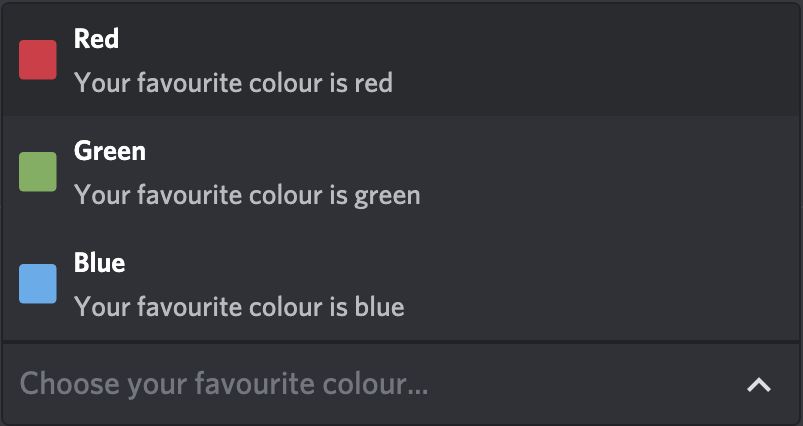 Red
Your favourite colour is red
Green
Your favourite colour is green
Blue
Your favourite colour is blue
Choose your favourite colour...